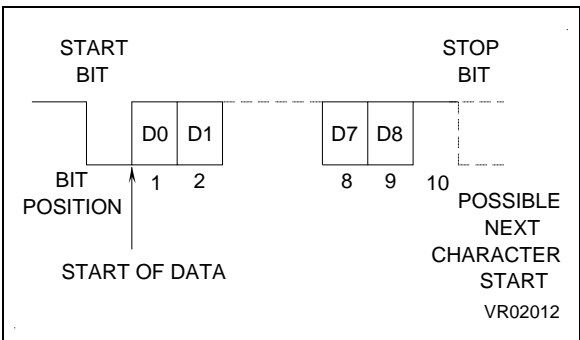 START
BIT
STOP
BIT
D0 D1 D7 D8
BIT
POSITION
1 2 8 9 10
POSSIBLE
NEXT
CHARACTER
START
START OF DATA
VR02012